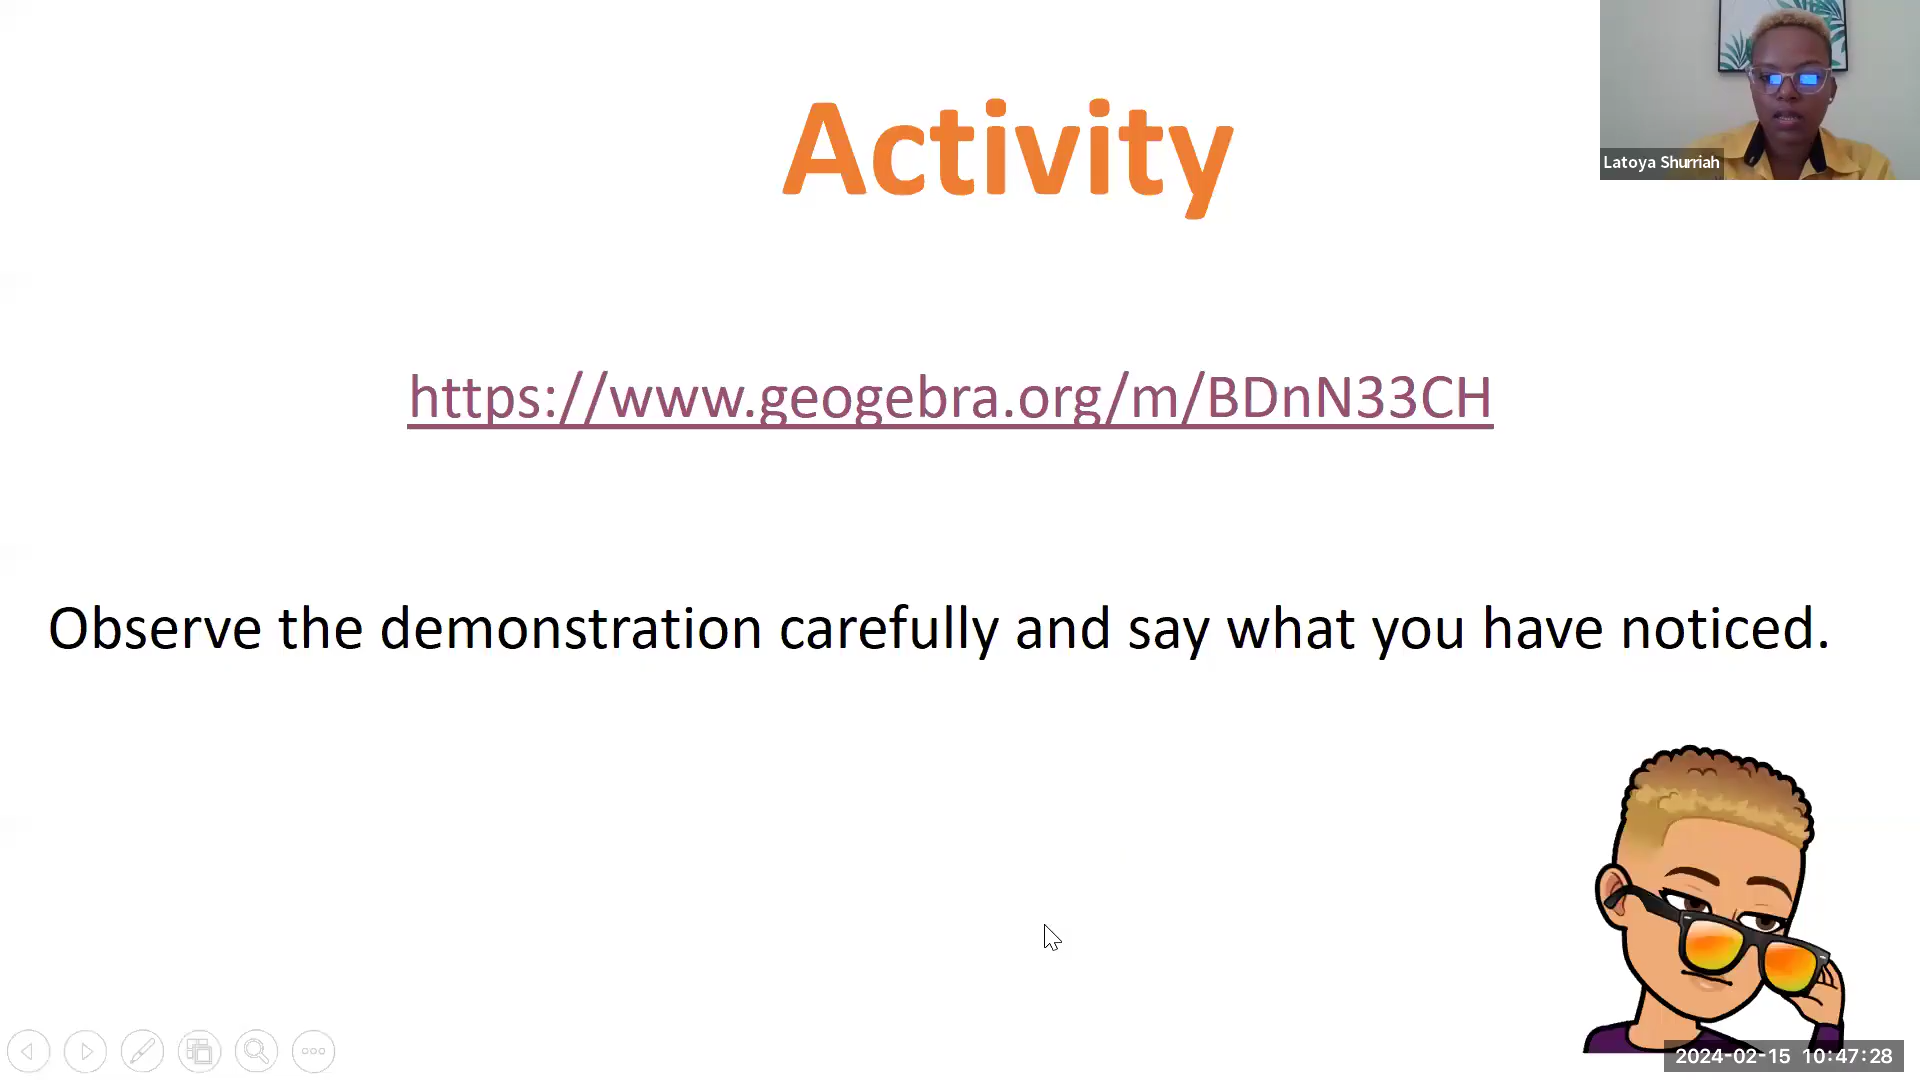 Activity
Latoya Shurriah
https://www.geogebra.org/m/BDnN33CH
Observe the demonstration carefully and say what you have noticed.
2024-02-15 10:47:28